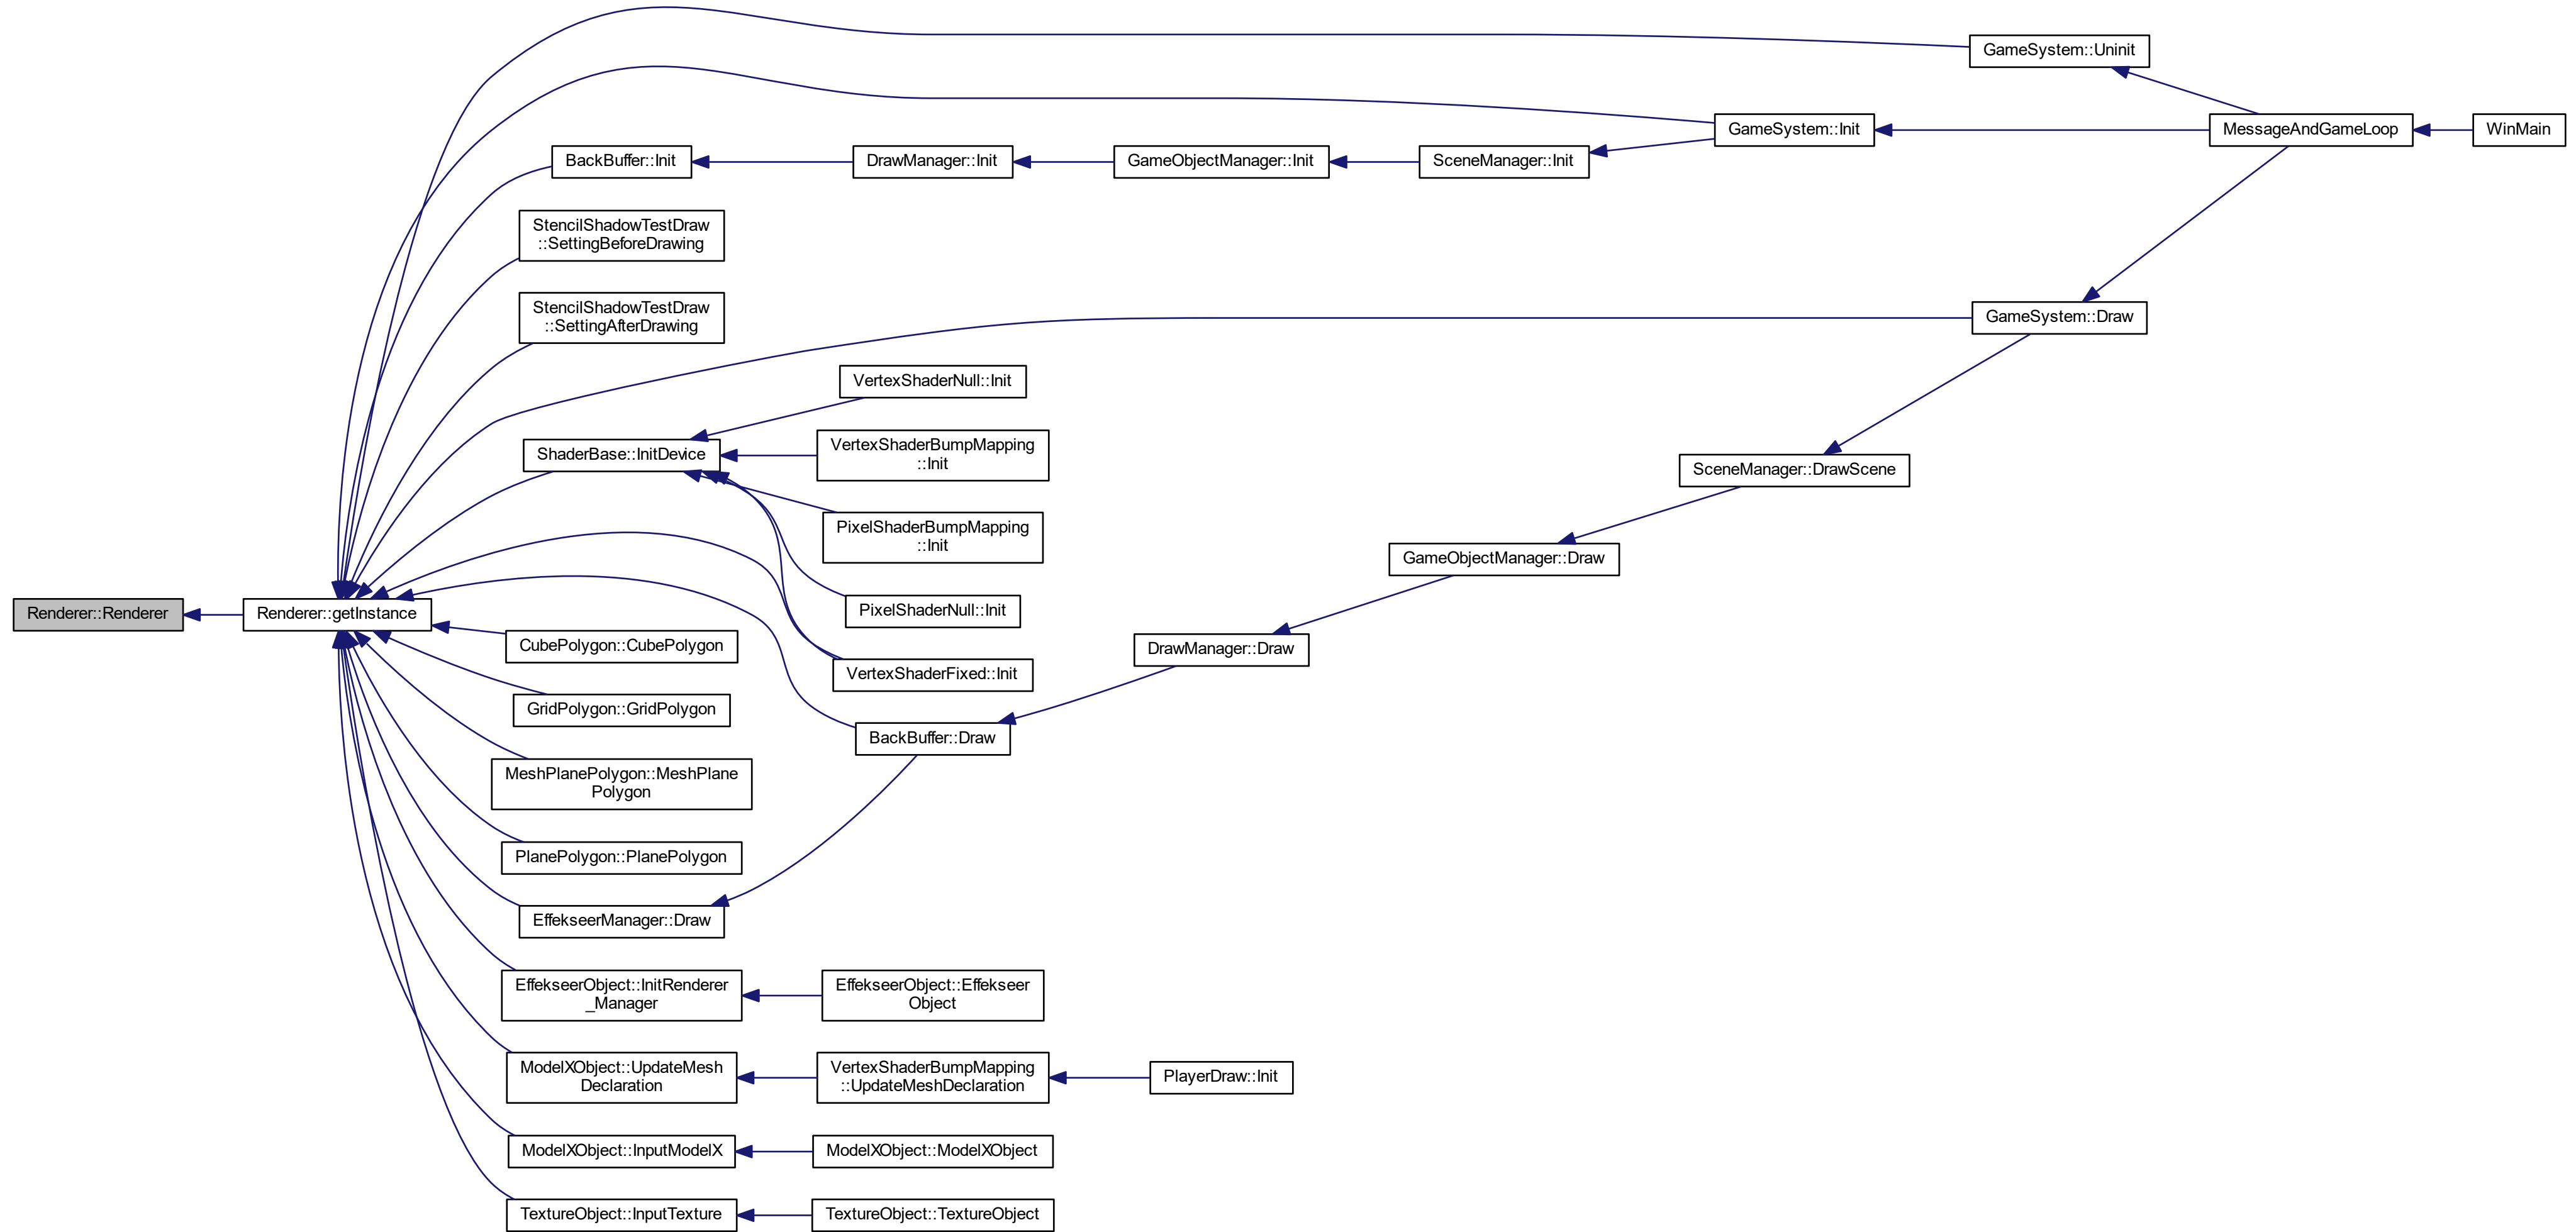 GameSystem::Uninit
GameSystem::Init
MessageAndGameLoop
WinMain
BackBuffer::Init
DrawManager::Init
GameObjectManager::Init
SceneManager::Init
StencilShadowTestDraw
::SettingBeforeDrawing
StencilShadowTestDraw
::SettingAfterDrawing
GameSystem::Draw
VertexShaderNull::Init
ShaderBase::InitDevice
VertexShaderBumpMapping
::Init
SceneManager::DrawScene
PixelShaderBumpMapping
::Init
GameObjectManager::Draw
Renderer::Renderer
Renderer::getInstance
PixelShaderNull::Init
CubePolygon::CubePolygon
DrawManager::Draw
VertexShaderFixed::Init
GridPolygon::GridPolygon
BackBuffer::Draw
MeshPlanePolygon::MeshPlane
Polygon
PlanePolygon::PlanePolygon
EffekseerManager::Draw
EffekseerObject::InitRenderer
_Manager
EffekseerObject::Effekseer
Object
ModelXObject::UpdateMesh
Declaration
VertexShaderBumpMapping
::UpdateMeshDeclaration
PlayerDraw::Init
ModelXObject::InputModelX
ModelXObject::ModelXObject
TextureObject::InputTexture
TextureObject::TextureObject